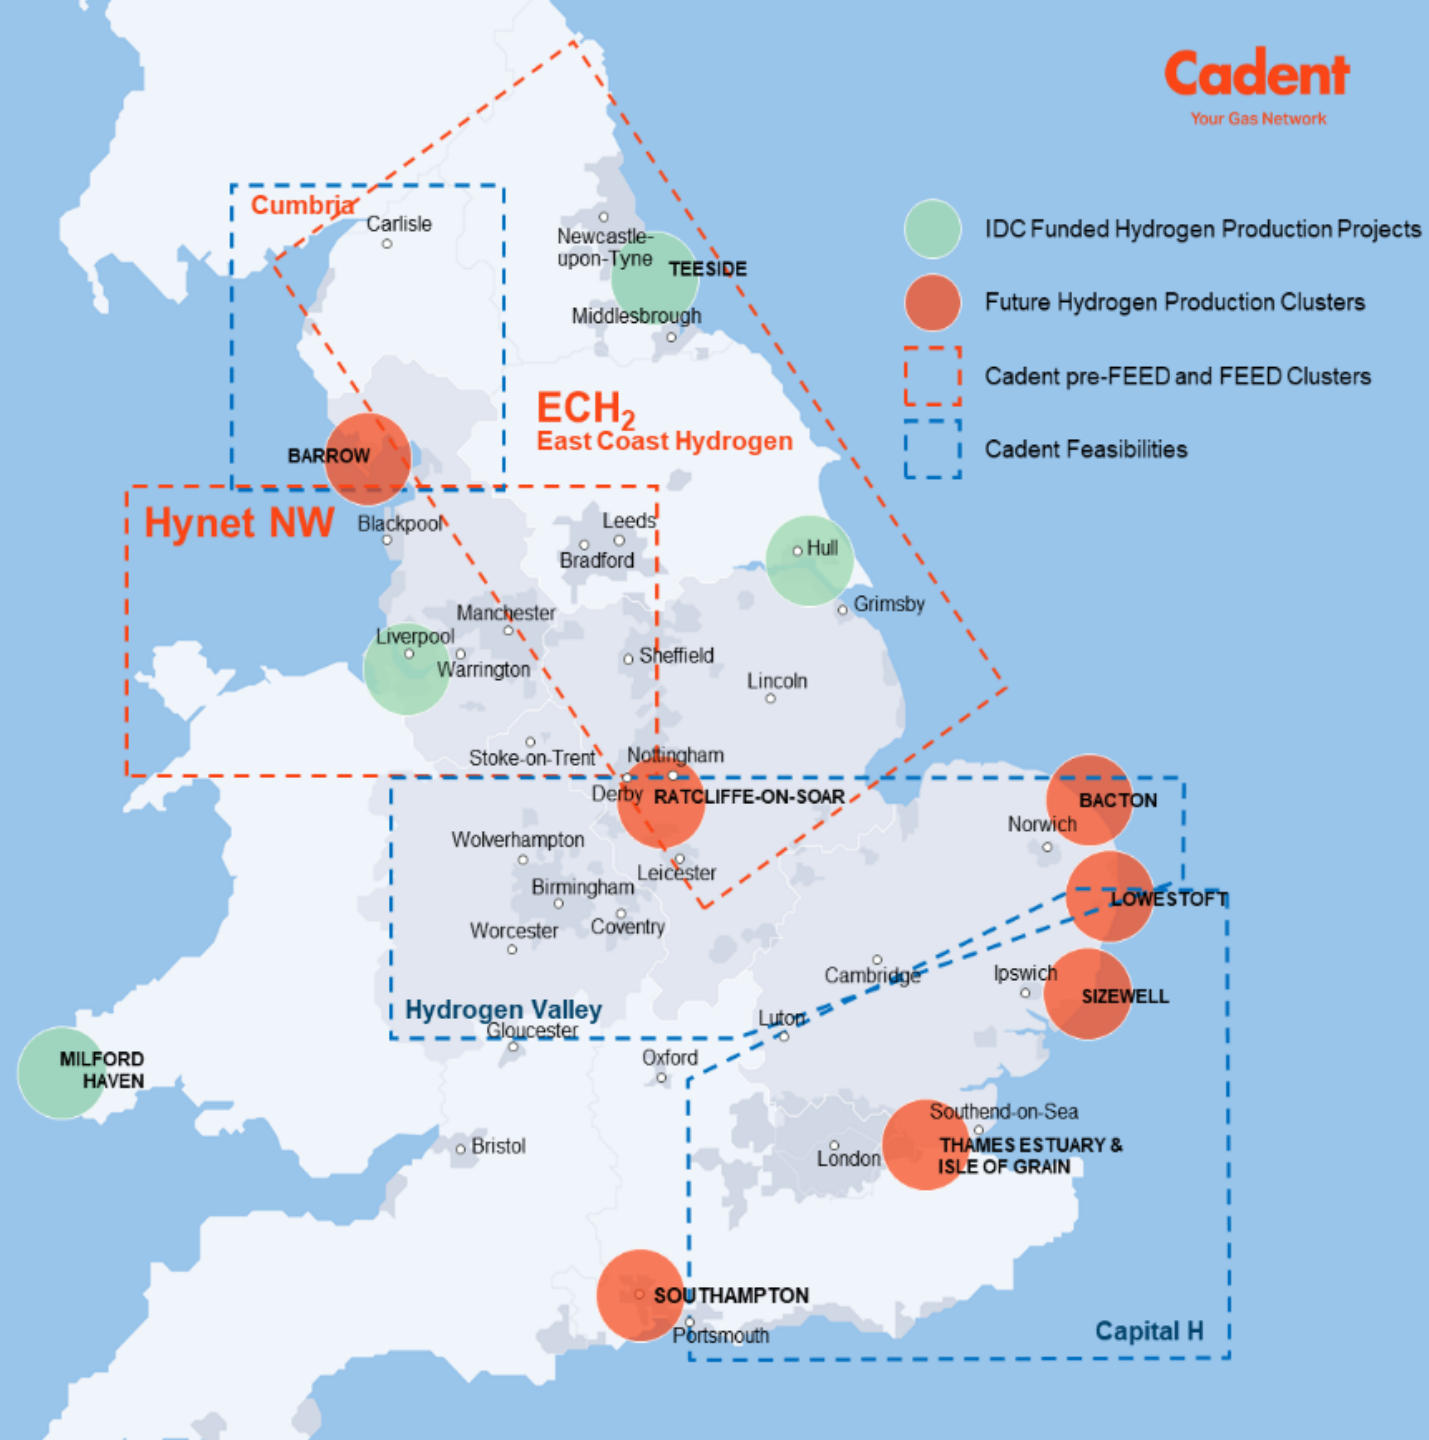 Cadent
Your Gas Network
IDC Funded Hydrogen Production Projects
Future Hydrogen Production Clusters
Cadent pre-FEED and FEED Clusters
Cadent Feasibilities
Cumbria
Carlisle
Newcastle-
upon-Tyne
TEESIDE
Middlesbrough
ECH₂
East Coast Hydrogen
BARROW
Hynet NW
Blackpool
Leeds
Bradford
Hull
Grimsby
Manchester
Liverpool
Warrington
Sheffield
Lincoln
Stoke-on-Trent
Nottingham
Derby
RATCLIFFE-ON-SOAR
BACTON
Norwich
Wolverhampton
Leicester
Birmingham
LOWESTOFT
Worcester
Coventry
Cambridge
Ipswich
SIZEWELL
Hydrogen Valley
Luton
Gloucester
Oxford
MILFORD
HAVEN
Southend-on-Sea
Bristol
London
THAMES ESTUARY &
ISLE OF GRAIN
SOUTHAMPTON
Portsmouth
Capital H